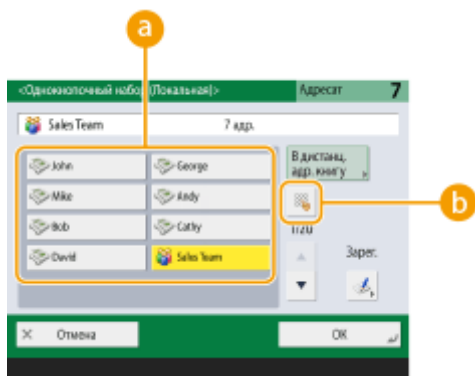 a
<Однокнопочный набор (Локальная)> Адресат 7
Sales Team 7 адр.
John George
Mike Andy
Bob Cathy
David Sales Team
В дистанц.
адр. книгу
b
1/20
Зарег.
× Отмена OK